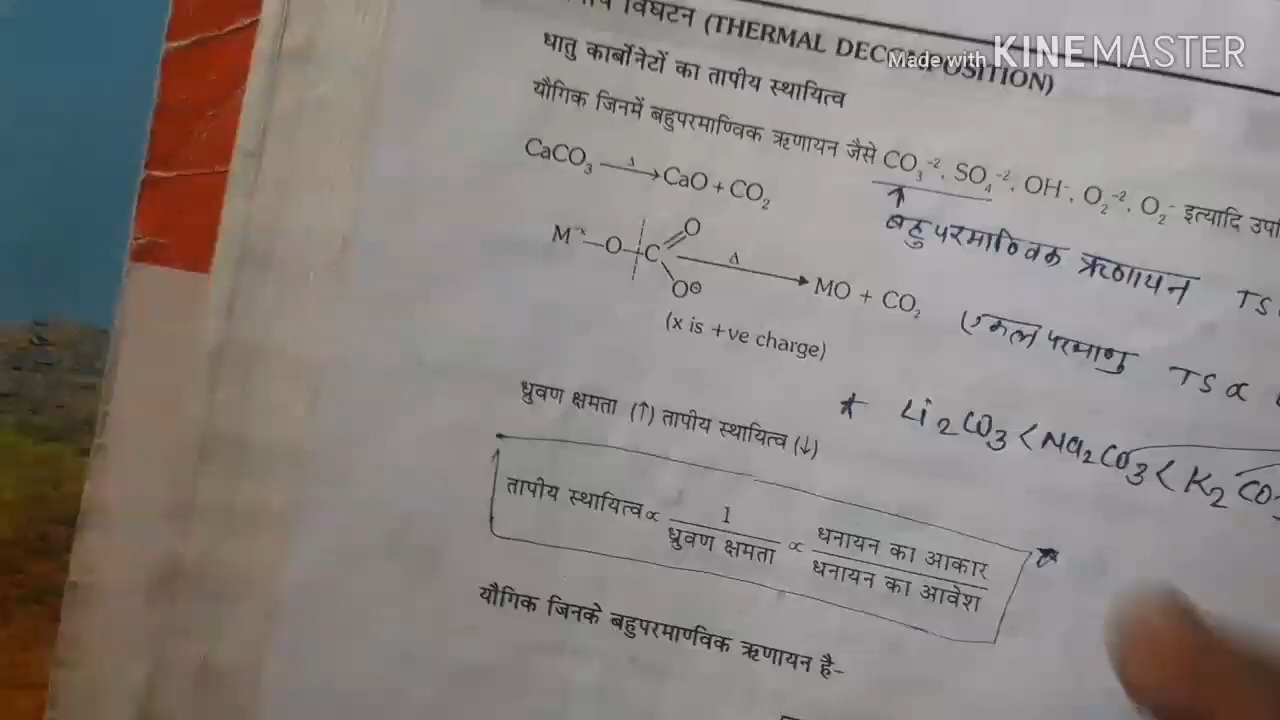 विघटन (THERMAL DECOMPOSITION)
Made with KINEMASTER
धातु कार्बोनेटों का तापीय स्थायित्व
यौगिक जिनमें बहुपरमाण्विक ऋणायन जैसे CO₃⁻², SO₄⁻², OH⁻, O₂⁻², O₂⁻ इत्यादि
CaCO₃ —Δ→ CaO + CO₂
बहुपरमाण्विक ऋणायन TS
M –O–C O O⊖ —Δ→ MO + CO₂
(x is +ve charge)
एकल परमाणु TS ∝
ध्रुवण क्षमता (↑) तापीय स्थायित्व (↓)
* Li₂CO₃ < Na₂CO₃ < K₂CO₃
तापीय स्थायित्व ∝ 1/ध्रुवण क्षमता ∝ धनायन का आकार/धनायन का आवेश
यौगिक जिनके बहुपरमाणविक ऋणायन है-